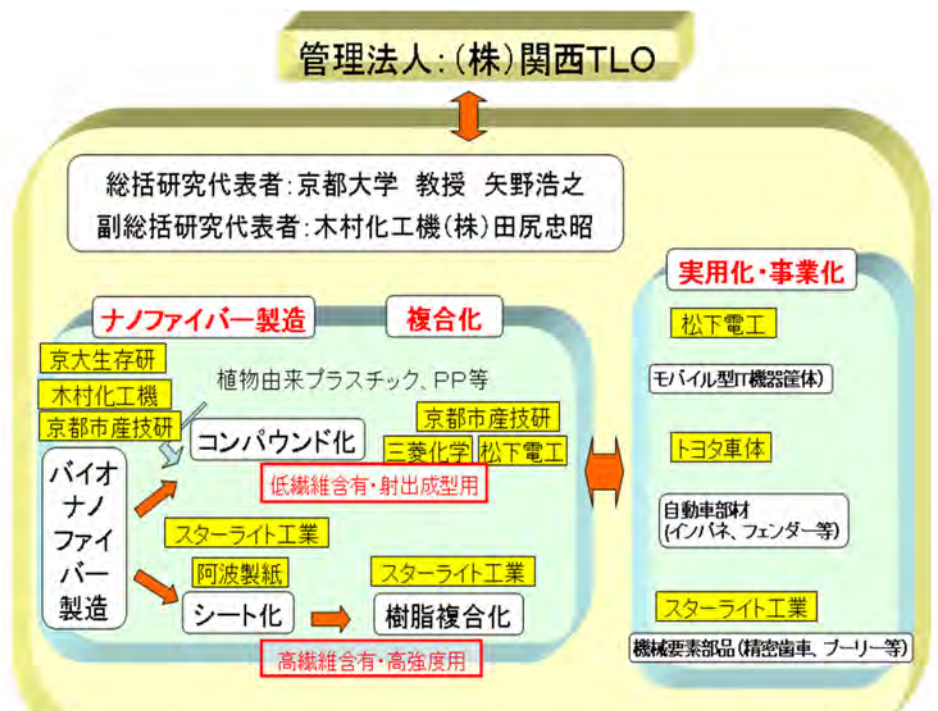 管理法人:(株)関西TLO
総括研究代表者:京都大学 教授 矢野浩之
副総括研究代表者:木村化工機(株)田尻忠昭
ナノファイバー製造
複合化
京大生存研
木村化工機
京都市産技研
植物由来プラスチック、PP等
コンパウンド化
京都市産技研
三菱化学
松下電工
低繊維含有・射出成型用
バイオ
ナノ
ファイ
バー
製造
スターライト工業
阿波製紙
シート化
スターライト工業
樹脂複合化
高繊維含有・高強度用
実用化・事業化
松下電工
モバイル型IT機器筐体)
トヨタ車体
自動車部材
(インパネ、フェンダー等)
スターライト工業
機械要素部品(精密歯車、プーリー等)